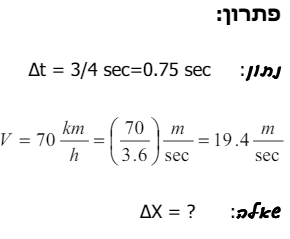 פתרון:
נתון: Δt = 3/4 sec=0.75 sec
V = 70 km/h = (70/3.6) m/sec = 19.4 m/sec
שאלה: ΔX = ?